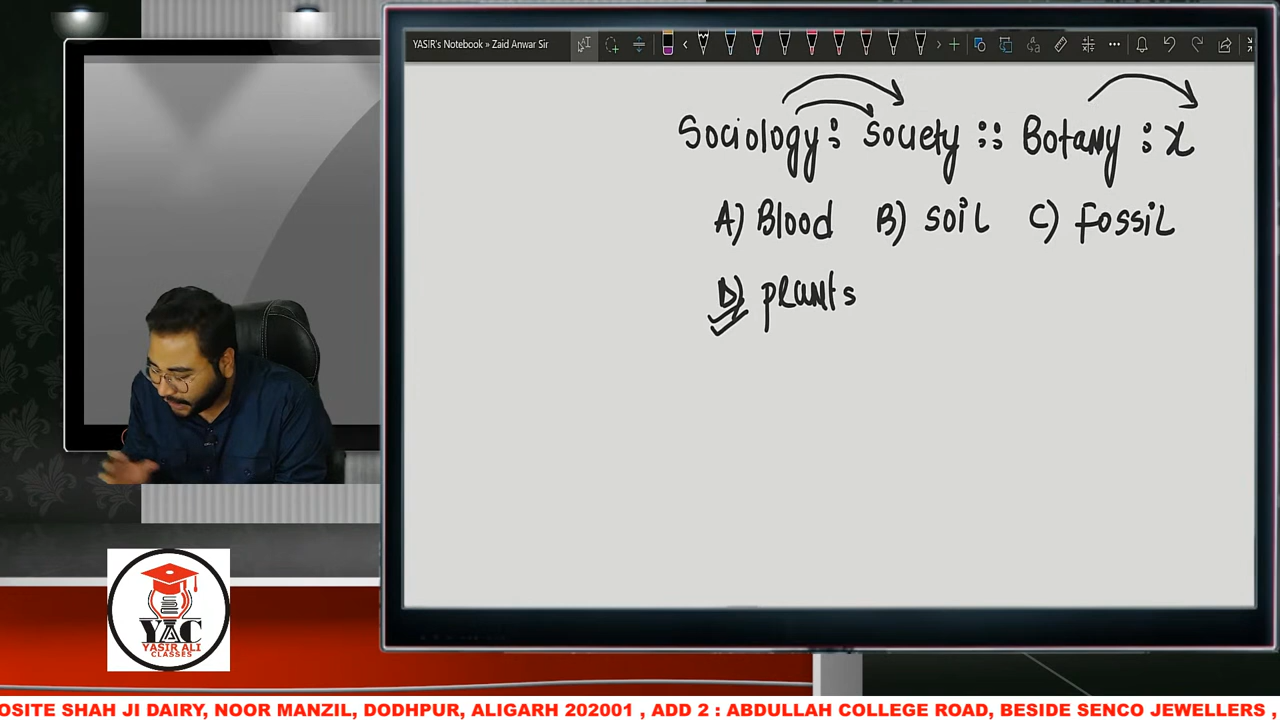 YASIR's Notebook » Zaid Anwar Sir
Sociology : Society :: Botany : x
A) Blood B) Soil C) Fossil
D) plants
YAC
YASIR ALI
CLASSES
OSITE SHAH JI DAIRY, NOOR MANZIL, DODHPUR, ALIGARH 202001 , ADD 2 : ABDULLAH COLLEGE ROAD, BESIDE SENCO JEWELLERS ,